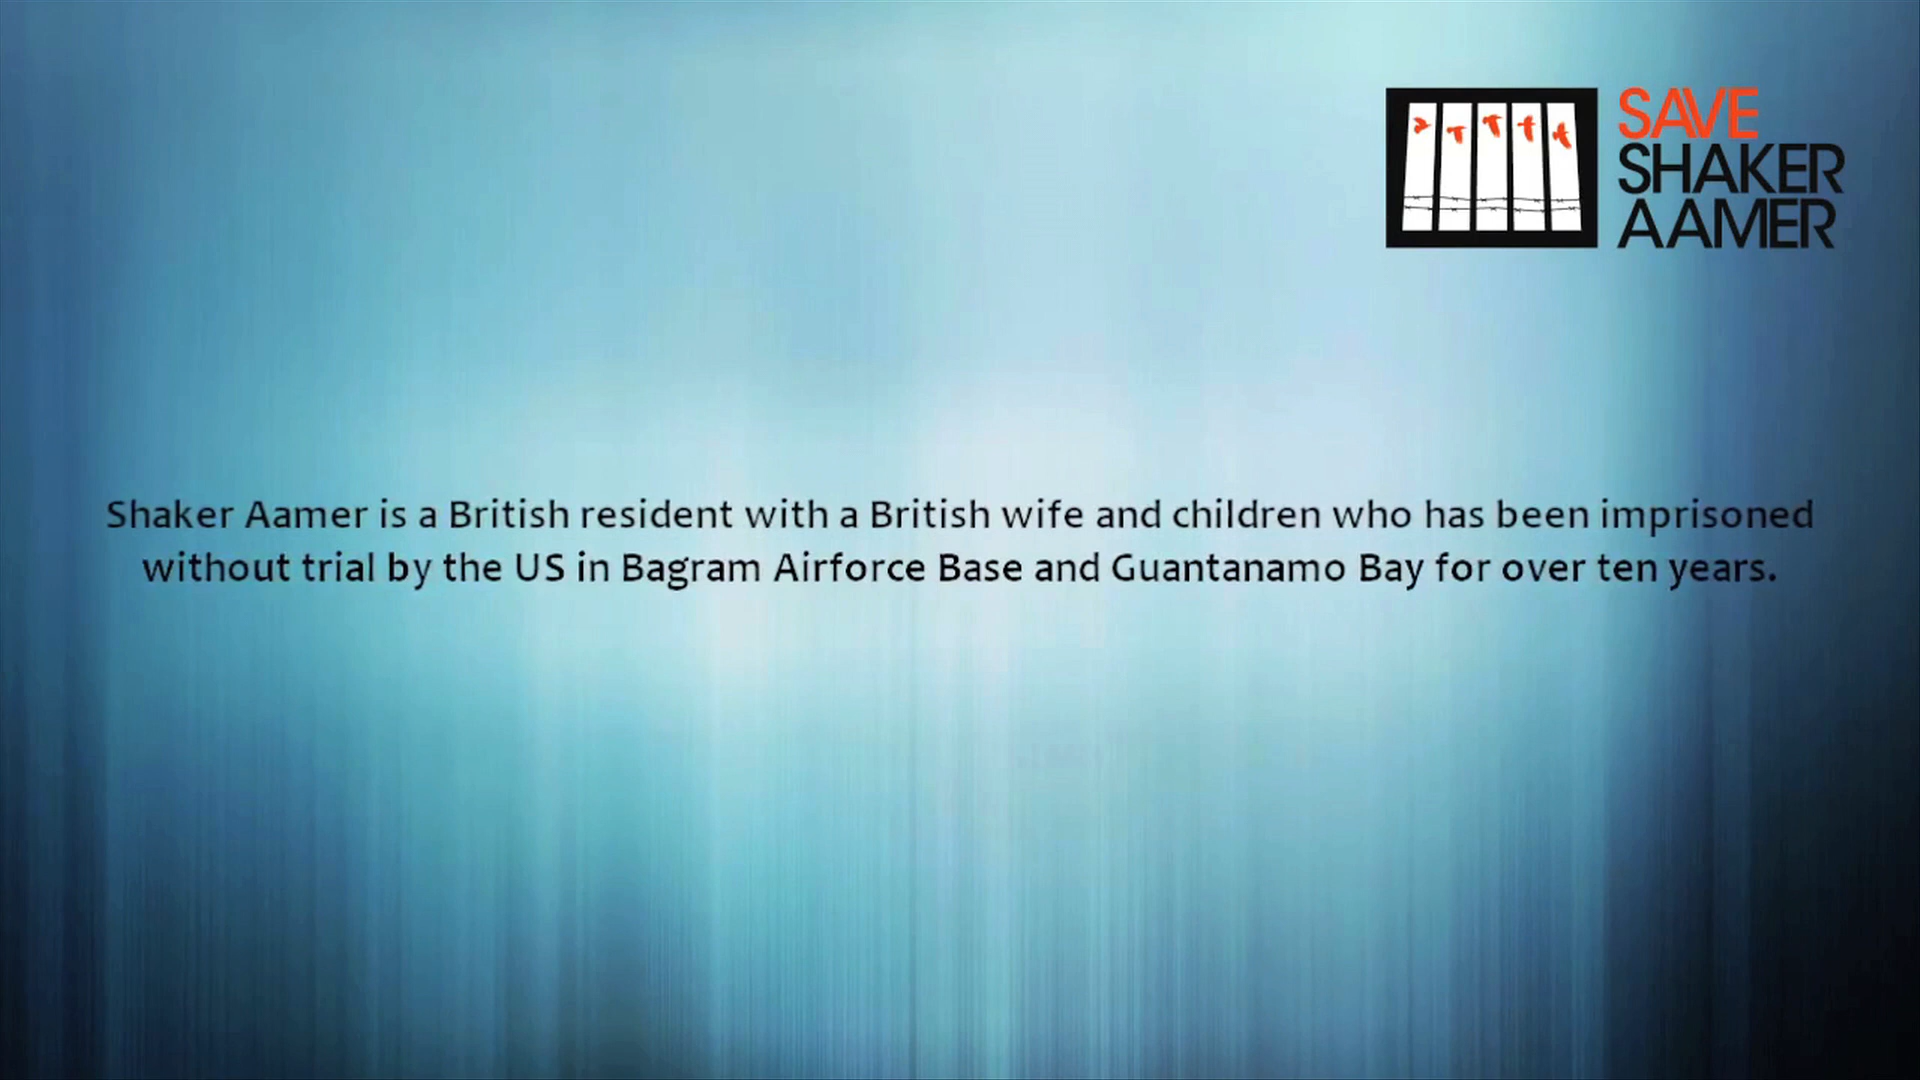 SAVE
SHAKER
AAMER
Shaker Aamer is a British resident with a British wife and children who has been imprisoned
without trial by the US in Bagram Airforce Base and Guantanamo Bay for over ten years.